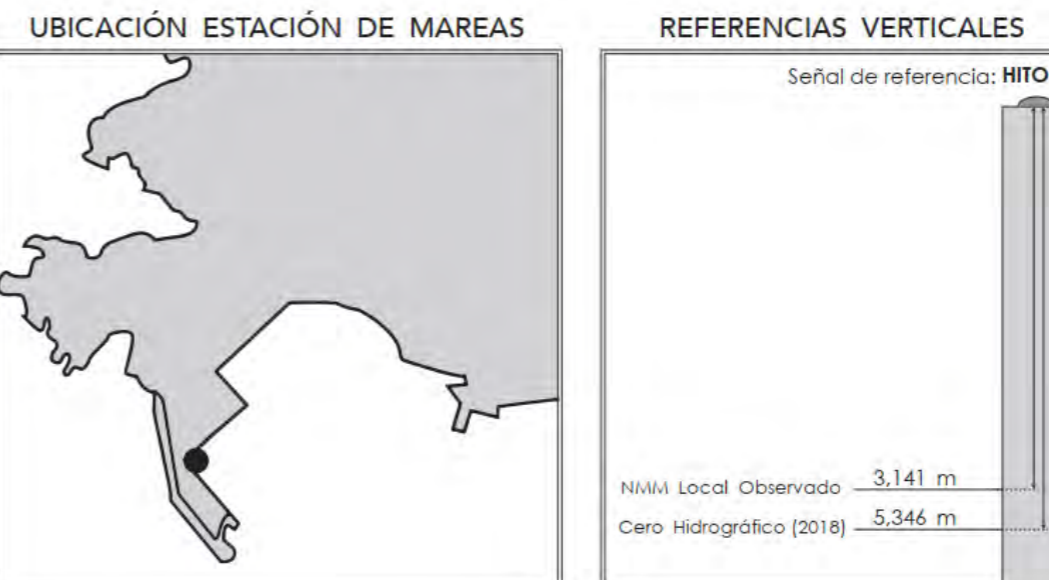 UBICACIÓN ESTACIÓN DE MAREAS
REFERENCIAS VERTICALES
Señal de referencia: HITO
NMM Local Observado 3,141 m
Cero Hidrográfico (2018) 5,346 m